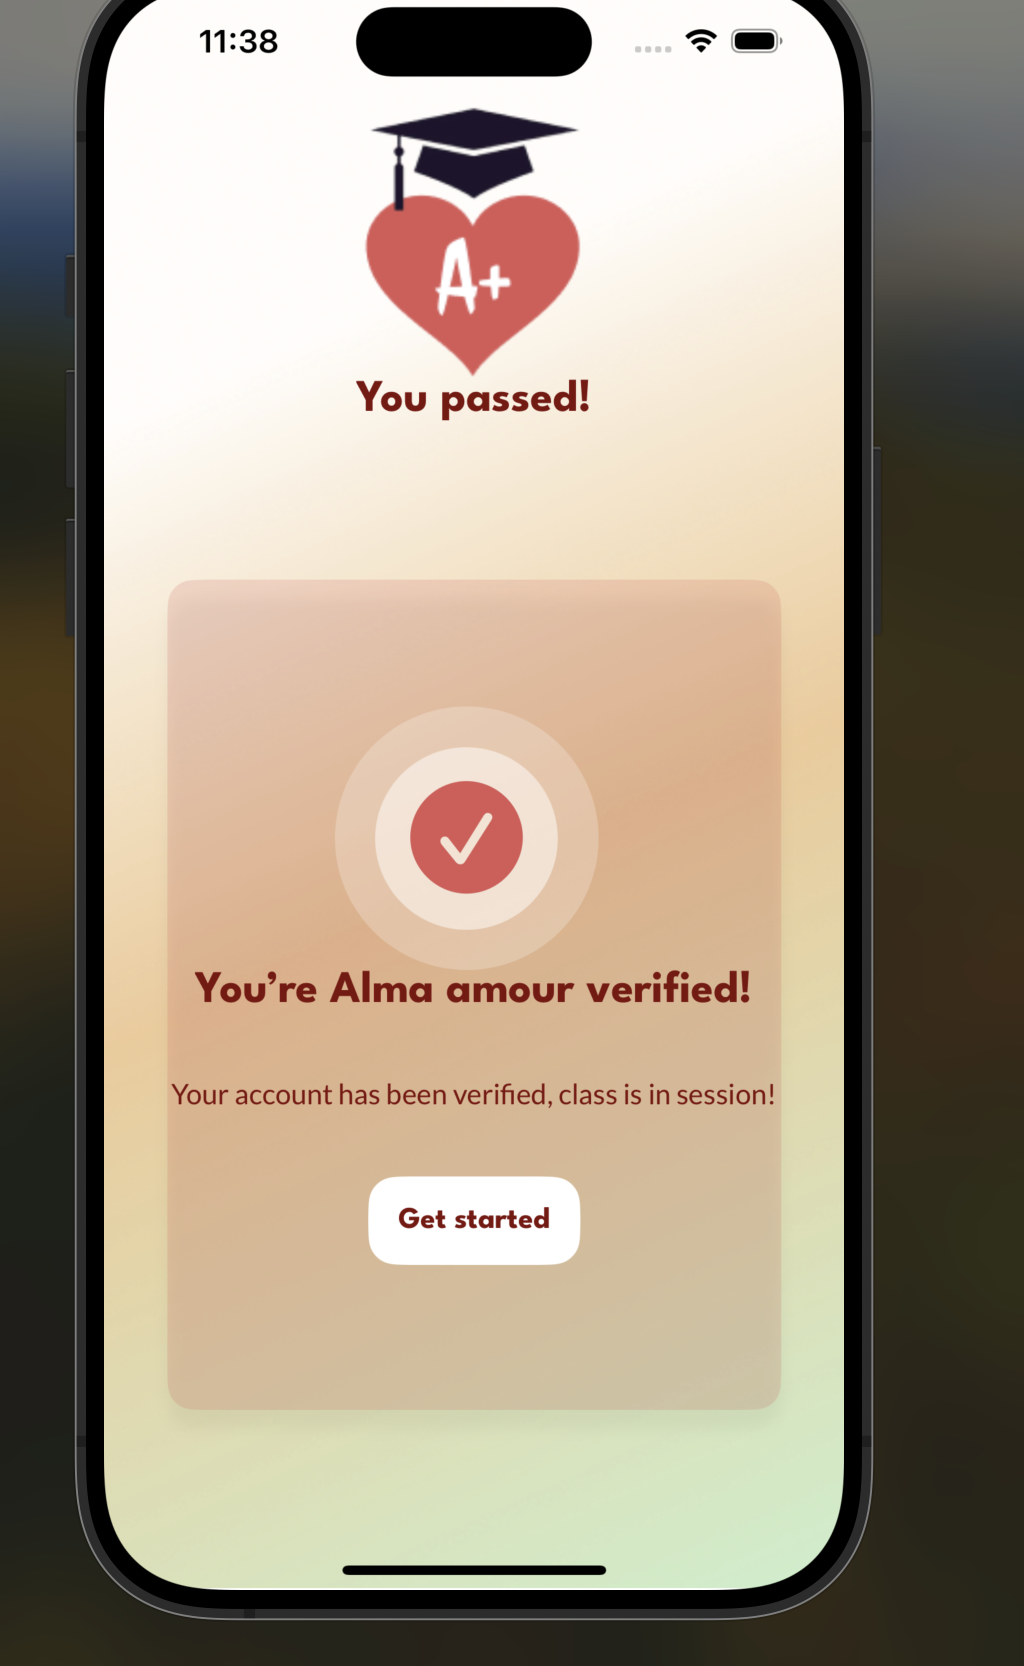 11:38
A+
You passed!
You’re Alma amour verified!
Your account has been verified, class is in session!
Get started